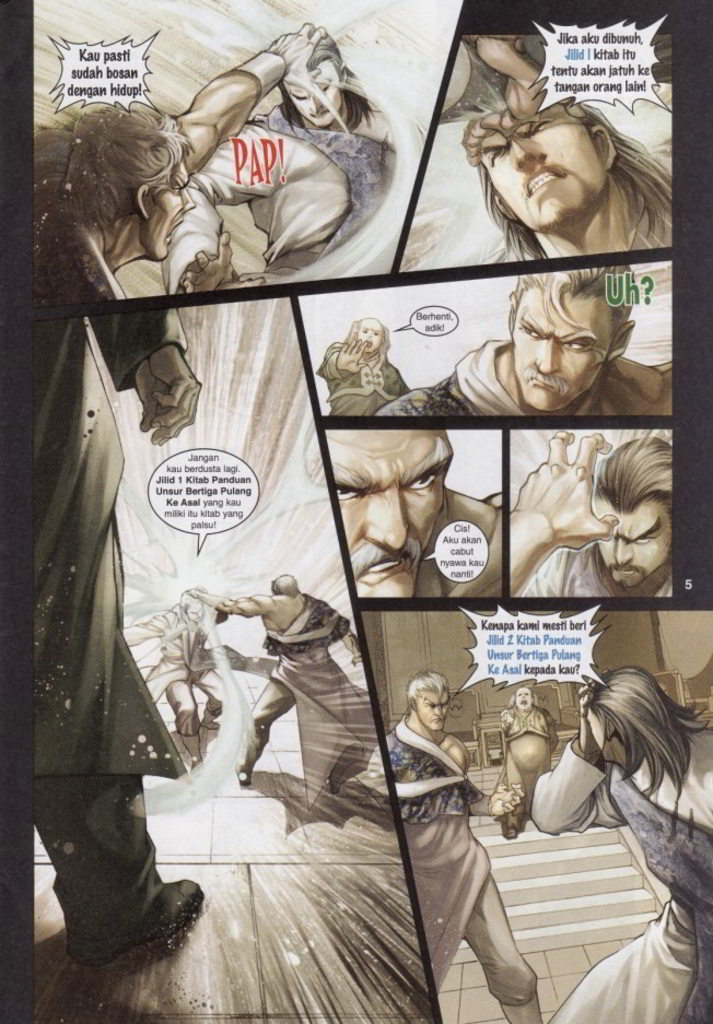 Kau pasti
sudah bosan
dengan hidup!
PAP!
Jika aku dibunuh,
Jilid 1 kitab itu
tentu akan jatuh ke
tangan orang lain!
Berhenti,
adik!
Uh?
Jangan
kau berdusta lagi.
Jilid 1 Kitab Panduan
Unsur Bertiga Pulang
Ke Asal yang kau
miliki itu kitab yang
palsu!
Cis!
Aku akan
cabut
nyawa kau
nanti!
5
Kenapa kami mesti beri
Jilid 2 Kitab Panduan
Unsur Bertiga Pulang
Ke Asal kepada kau?